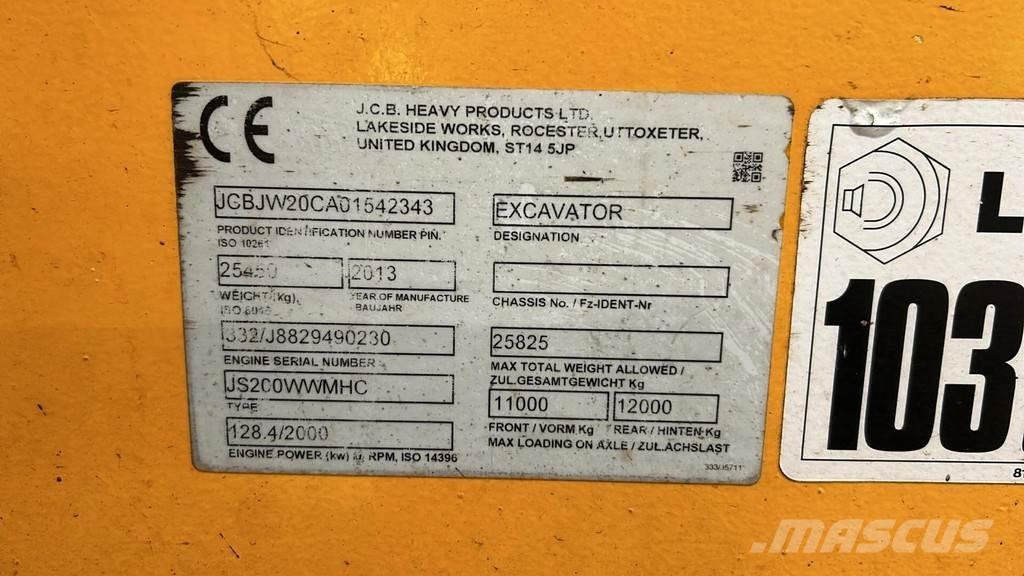 CE
J.C.B. HEAVY PRODUCTS LTD.
LAKESIDE WORKS, ROCESTER, UTTOXETER,
UNITED KINGDOM, ST14 5JP
JCBJW20CA01542343
PRODUCT IDENTIFICATION NUMBER PIN.
ISO 10261
2013
WEIGHT (Kg),
YEAR OF MANUFACTURE
BAUJAHR
332/J8829490230
ENGINE SERIAL NUMBER
JS200WWMHC
TYPE
128.4/2000
ENGINE POWER (kw) @ RPM, ISO 14396
EXCAVATOR
DESIGNATION
CHASSIS No. / Fz-IDENT-Nr
25825
MAX TOTAL WEIGHT ALLOWED /
ZUL.GESAMTGEWICHT Kg
11000 12000
FRONT / VORM Kg REAR / HINTEN Kg
MAX LOADING ON AXLE / ZUL.ACHSLAST
L
103
MASCUS